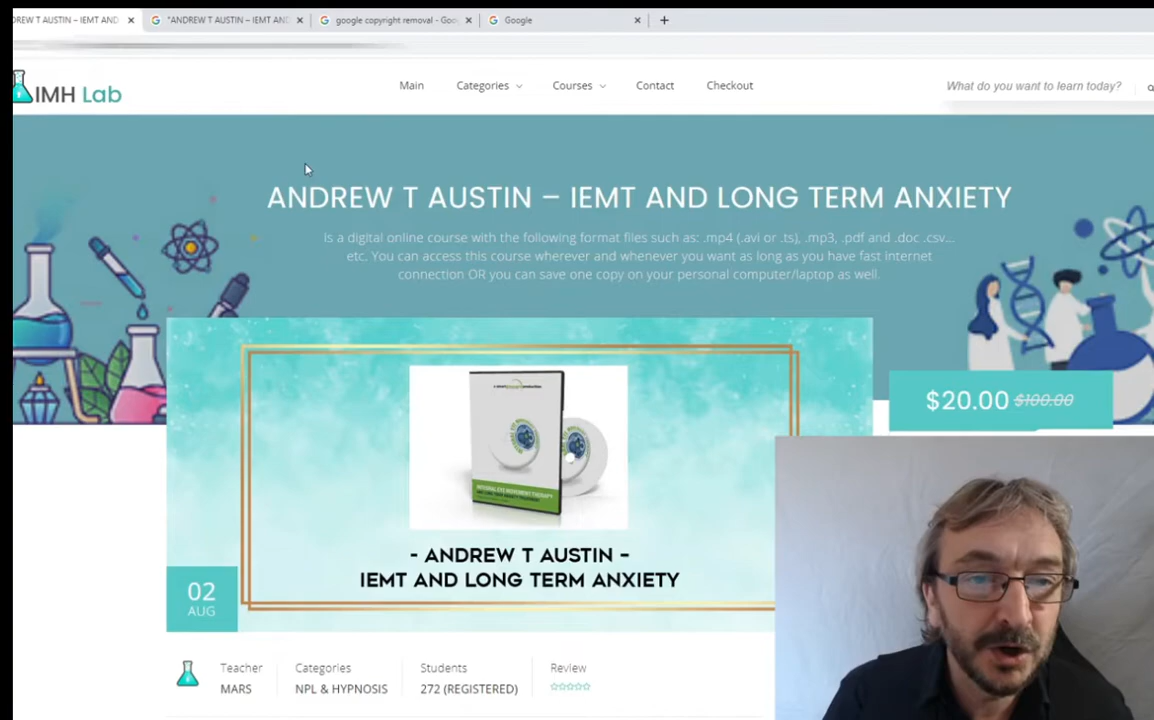 DREW T AUSTIN – IEMT AND
"ANDREW T AUSTIN – IEMT AND
google copyright removal - Goo
Google
IMH Lab
Main
Categories
Courses
Contact
Checkout
What do you want to learn today?
ANDREW T AUSTIN – IEMT AND LONG TERM ANXIETY
Is a digital online course with the following format files such as: .mp4 (.avi or .ts), .mp3, .pdf and .doc .csv...
etc. You can access this course wherever and whenever you want as long as you have fast internet
connection OR you can save one copy on your personal computer/laptop as well.
$20.00 $100.00
INTEGRAL EYE MOVEMENT THERAPY
- ANDREW T AUSTIN –
IEMT AND LONG TERM ANXIETY
02
AUG
Teacher
MARS
Categories
NPL & HYPNOSIS
Students
272 (REGISTERED)
Review